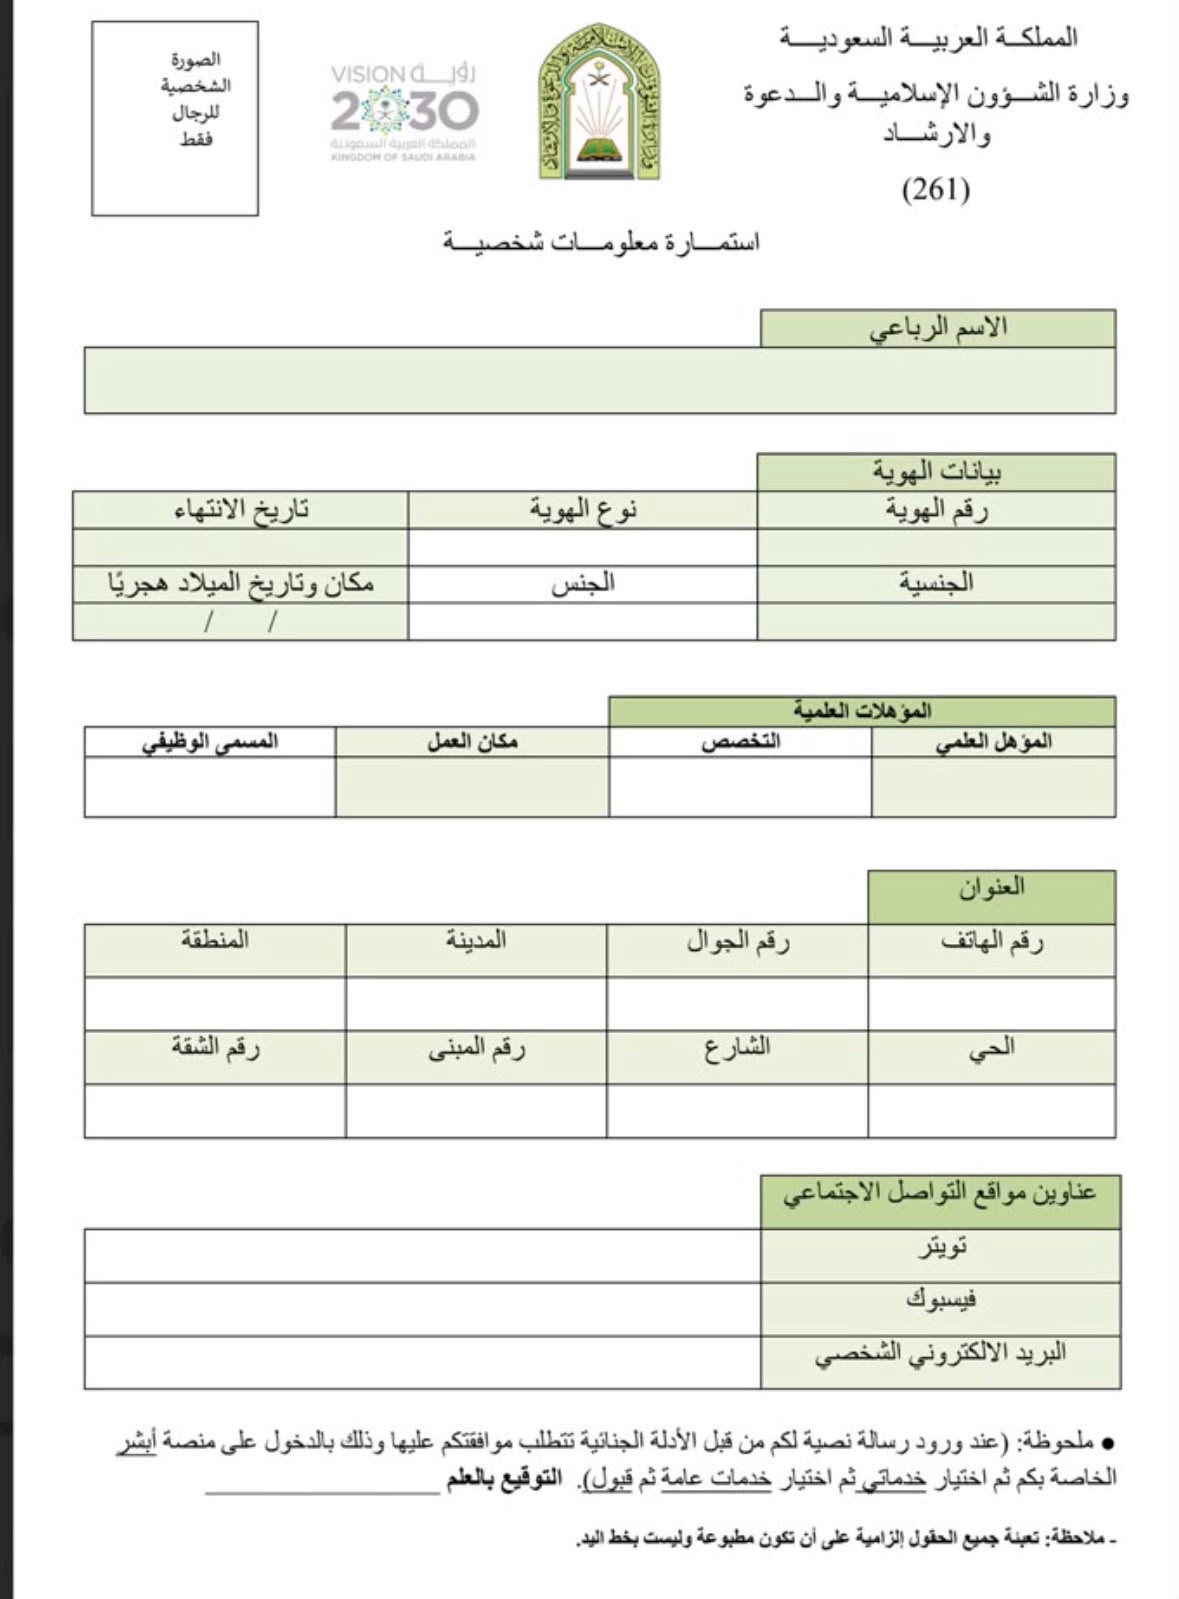 المملكة العربية السعودية
وزارة الشؤون الإسلامية والدعوة
والارشاد
(261)
VISION رؤية
2030
المملكة العربية السعودية
KINGDOM OF SAUDI ARABIA
الصورة
الشخصية
للرجال
فقط
استمارة معلومات شخصية
الاسم الرباعي
بيانات الهوية
رقم الهوية نوع الهوية تاريخ الانتهاء
الجنسية الجنس مكان وتاريخ الميلاد هجريًا
/ /
المؤهلات العلمية
المؤهل العلمي التخصص مكان العمل المسمى الوظيفي
العنوان
رقم الهاتف رقم الجوال المدينة المنطقة
الحي الشارع رقم المبنى رقم الشقة
عناوين مواقع التواصل الاجتماعي
تويتر
فيسبوك
البريد الالكتروني الشخصي
● ملحوظة: (عند ورود رسالة نصية لكم من قبل الأدلة الجنائية تتطلب موافقتكم عليها وذلك بالدخول على منصة أبشر
الخاصة بكم ثم اختيار خدماتي ثم اختيار خدمات عامة ثم قبول). التوقيع بالعلم ____________________
- ملاحظة: تعبئة جميع الحقول إلزامية على أن تكون مطبوعة وليست بخط اليد.